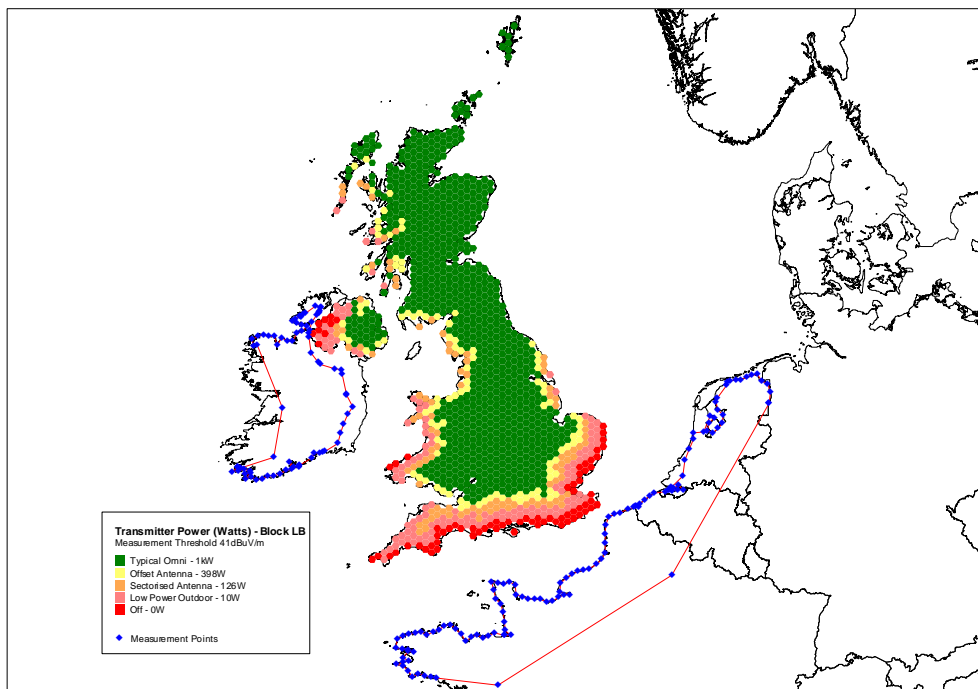 Transmitter Power (Watts) - Block LB
Measurement Threshold 41dBuV/m
Typical Omni - 1kW
Offset Antenna - 398W
Sectorised Antenna - 126W
Low Power Outdoor - 10W
Off - 0W
Measurement Points